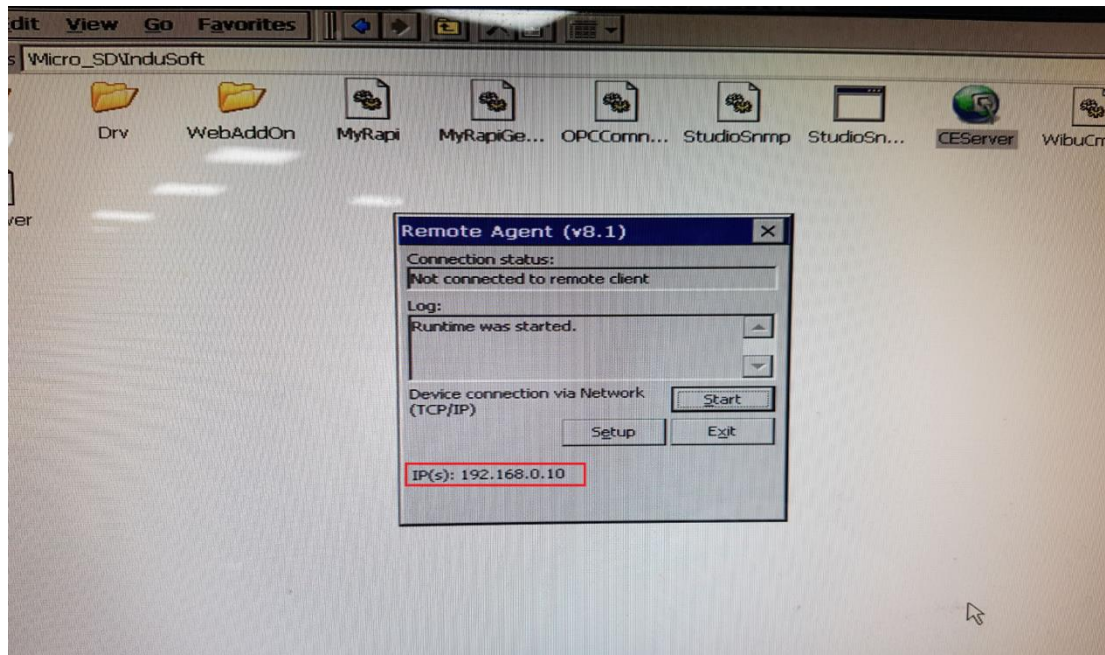 dit View Go Favorites
s \Micro_SD\InduSoft
Drv WebAddOn MyRapi MyRapiGe... OPCComn... StudioSnmp StudioSn... CEServer WibuCm
ver
Remote Agent (v8.1)
Connection status:
Not connected to remote client
Log:
Runtime was started.
Device connection via Network
(TCP/IP)
Start
Setup Exit
IP(s): 192.168.0.10